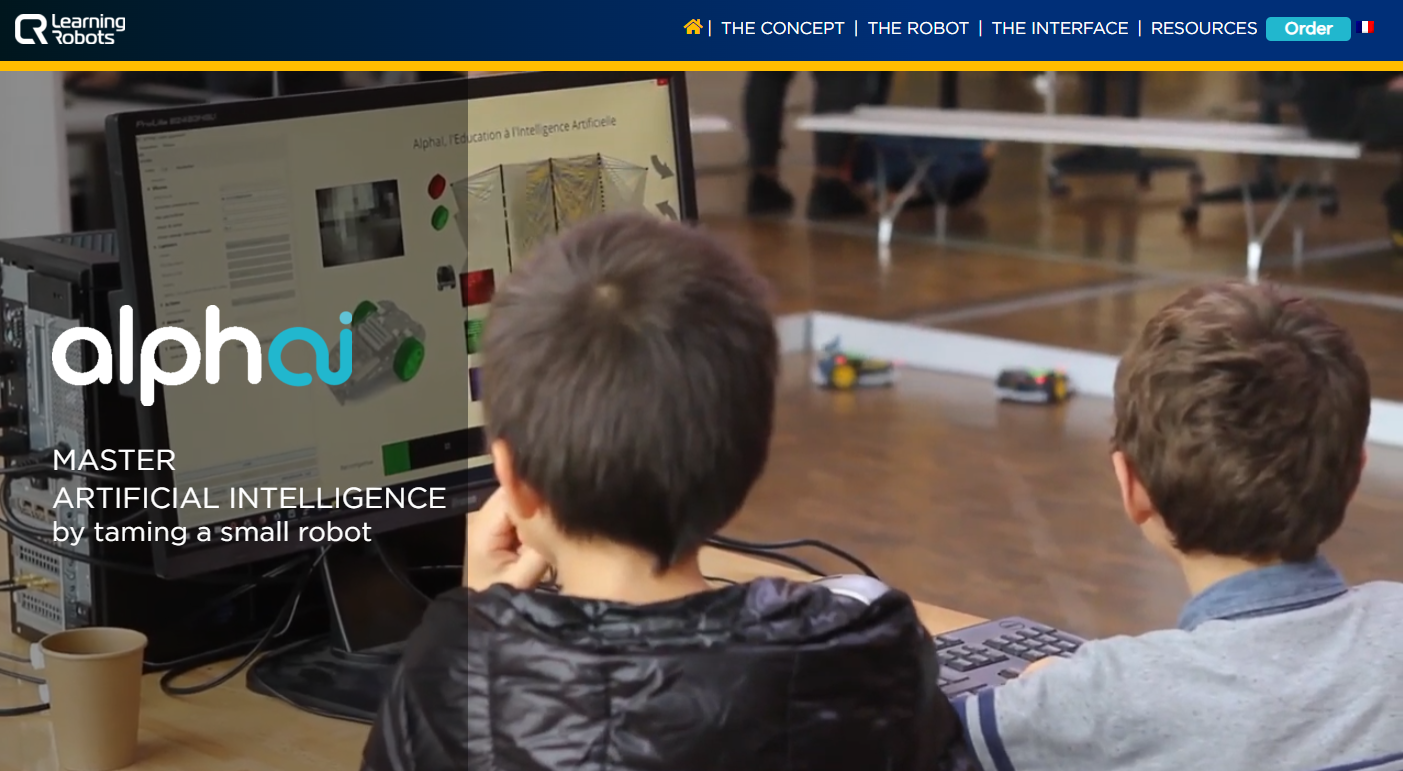 Learning
Robots
| THE CONCEPT | THE ROBOT | THE INTERFACE | RESOURCES Order
Alphai, l'Education à l'Intelligence Artificielle
alphai
MASTER
ARTIFICIAL INTELLIGENCE
by taming a small robot